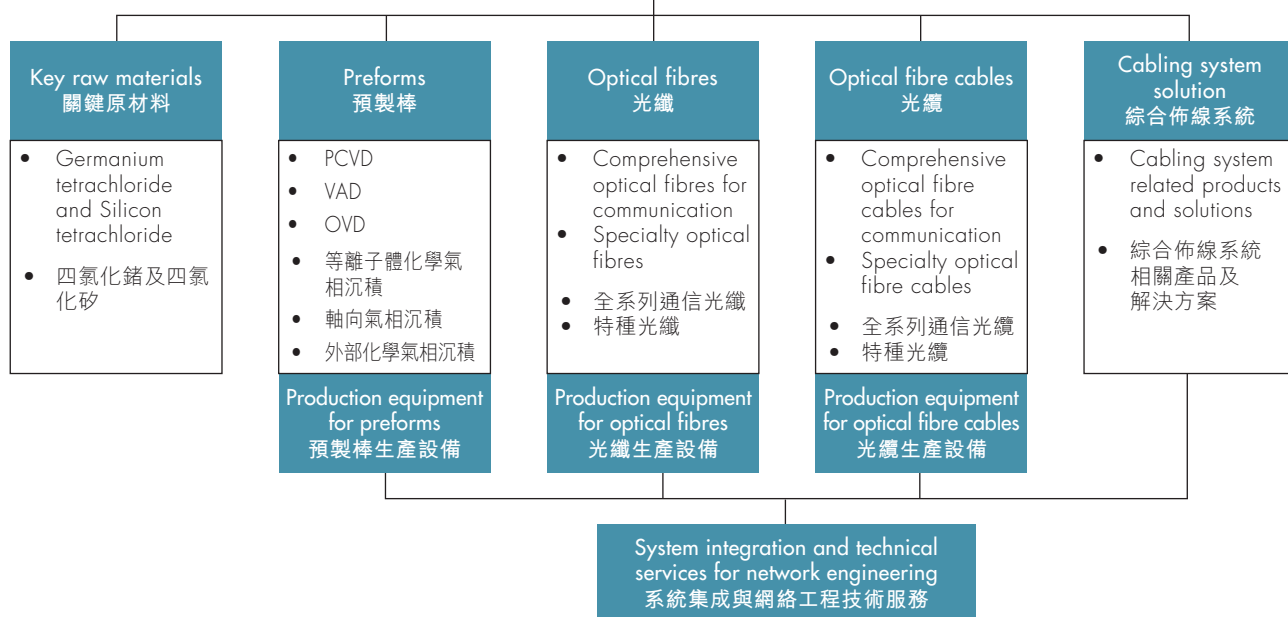 Key raw materials
關鍵原材料
• Germanium
tetrachloride
and Silicon
tetrachloride
• 四氯化鍺及四氯
化矽
Preforms
預製棒
• PCVD
• VAD
• OVD
• 等離子體化學氣
相沉積
• 軸向氣相沉積
• 外部化學氣相沉積
Production equipment
for preforms
預製棒生產設備
Optical fibres
光纖
• Comprehensive
optical fibres for
communication
• Specialty optical
fibres
• 全系列通信光纖
• 特種光纖
Production equipment
for optical fibres
光纖生產設備
Optical fibre cables
光纜
• Comprehensive
optical fibre
cables for
communication
• Specialty optical
fibre cables
• 全系列通信光纜
• 特種光纜
Production equipment
for optical fibre cables
光纜生產設備
Cabling system
solution
綜合佈線系統
• Cabling system
related products
and solutions
• 綜合佈線系統
相關產品及
解決方案
System integration and technical
services for network engineering
系統集成與網絡工程技術服務